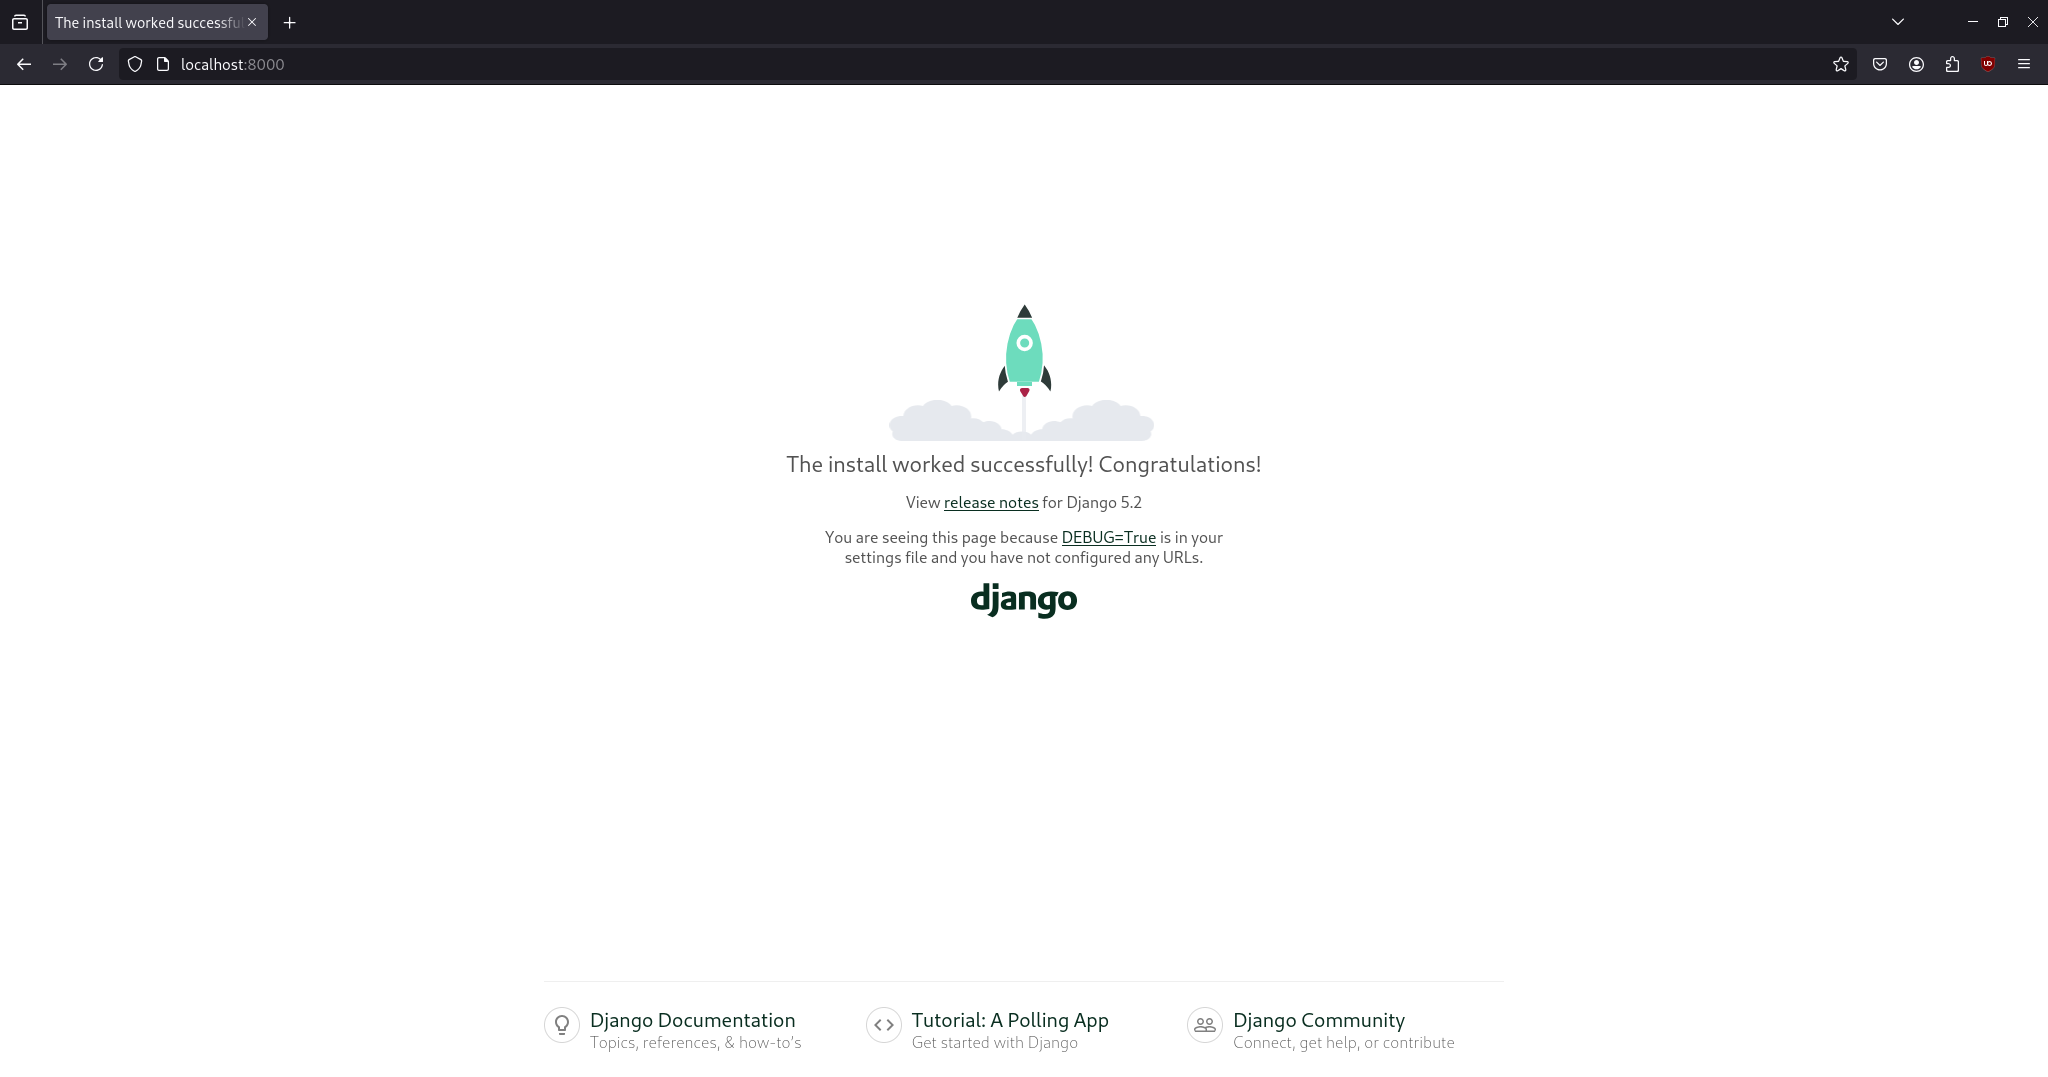 The install worked successfu
localhost:8000
The install worked successfully! Congratulations!
View release notes for Django 5.2
You are seeing this page because DEBUG=True is in your
settings file and you have not configured any URLs.
django
Django Documentation
Topics, references, & how-to’s
Tutorial: A Polling App
Get started with Django
Django Community
Connect, get help, or contribute